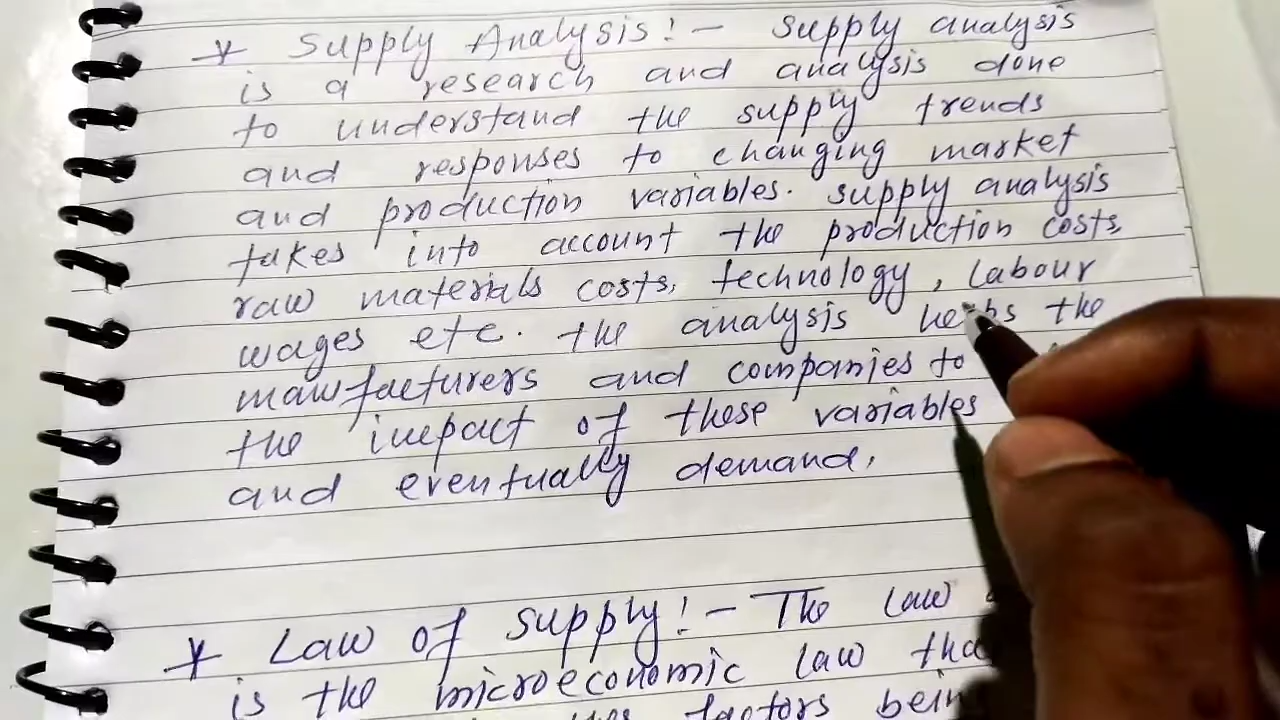 * Supply Analysis!- Supply analysis
is a research and analysis done
to understand the supply trends
and responses to changing market
and production variables. Supply analysis
takes into account the production costs,
raw materials costs, technology, Labour
wages etc. the analysis the
manufacturers and companies to
the impact of these variables
and eventually demand,
* Law of Supply!- The Law
is the microeconomic law
factors